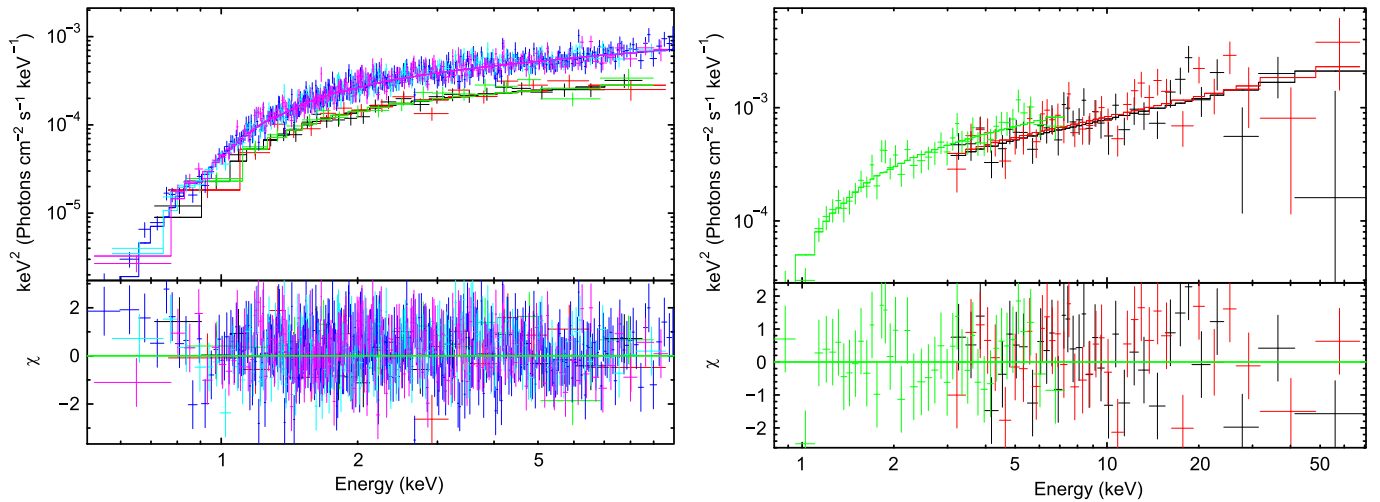 keV² (Photons cm⁻² s⁻¹ keV⁻¹)
10⁻³
10⁻⁴
10⁻⁵
χ
2
0
−2
1 2 5
Energy (keV)
keV² (Photons cm⁻² s⁻¹ keV⁻¹)
10⁻³
10⁻⁴
χ
2
1
0
−1
−2
1 2 5 10 20 50
Energy (keV)